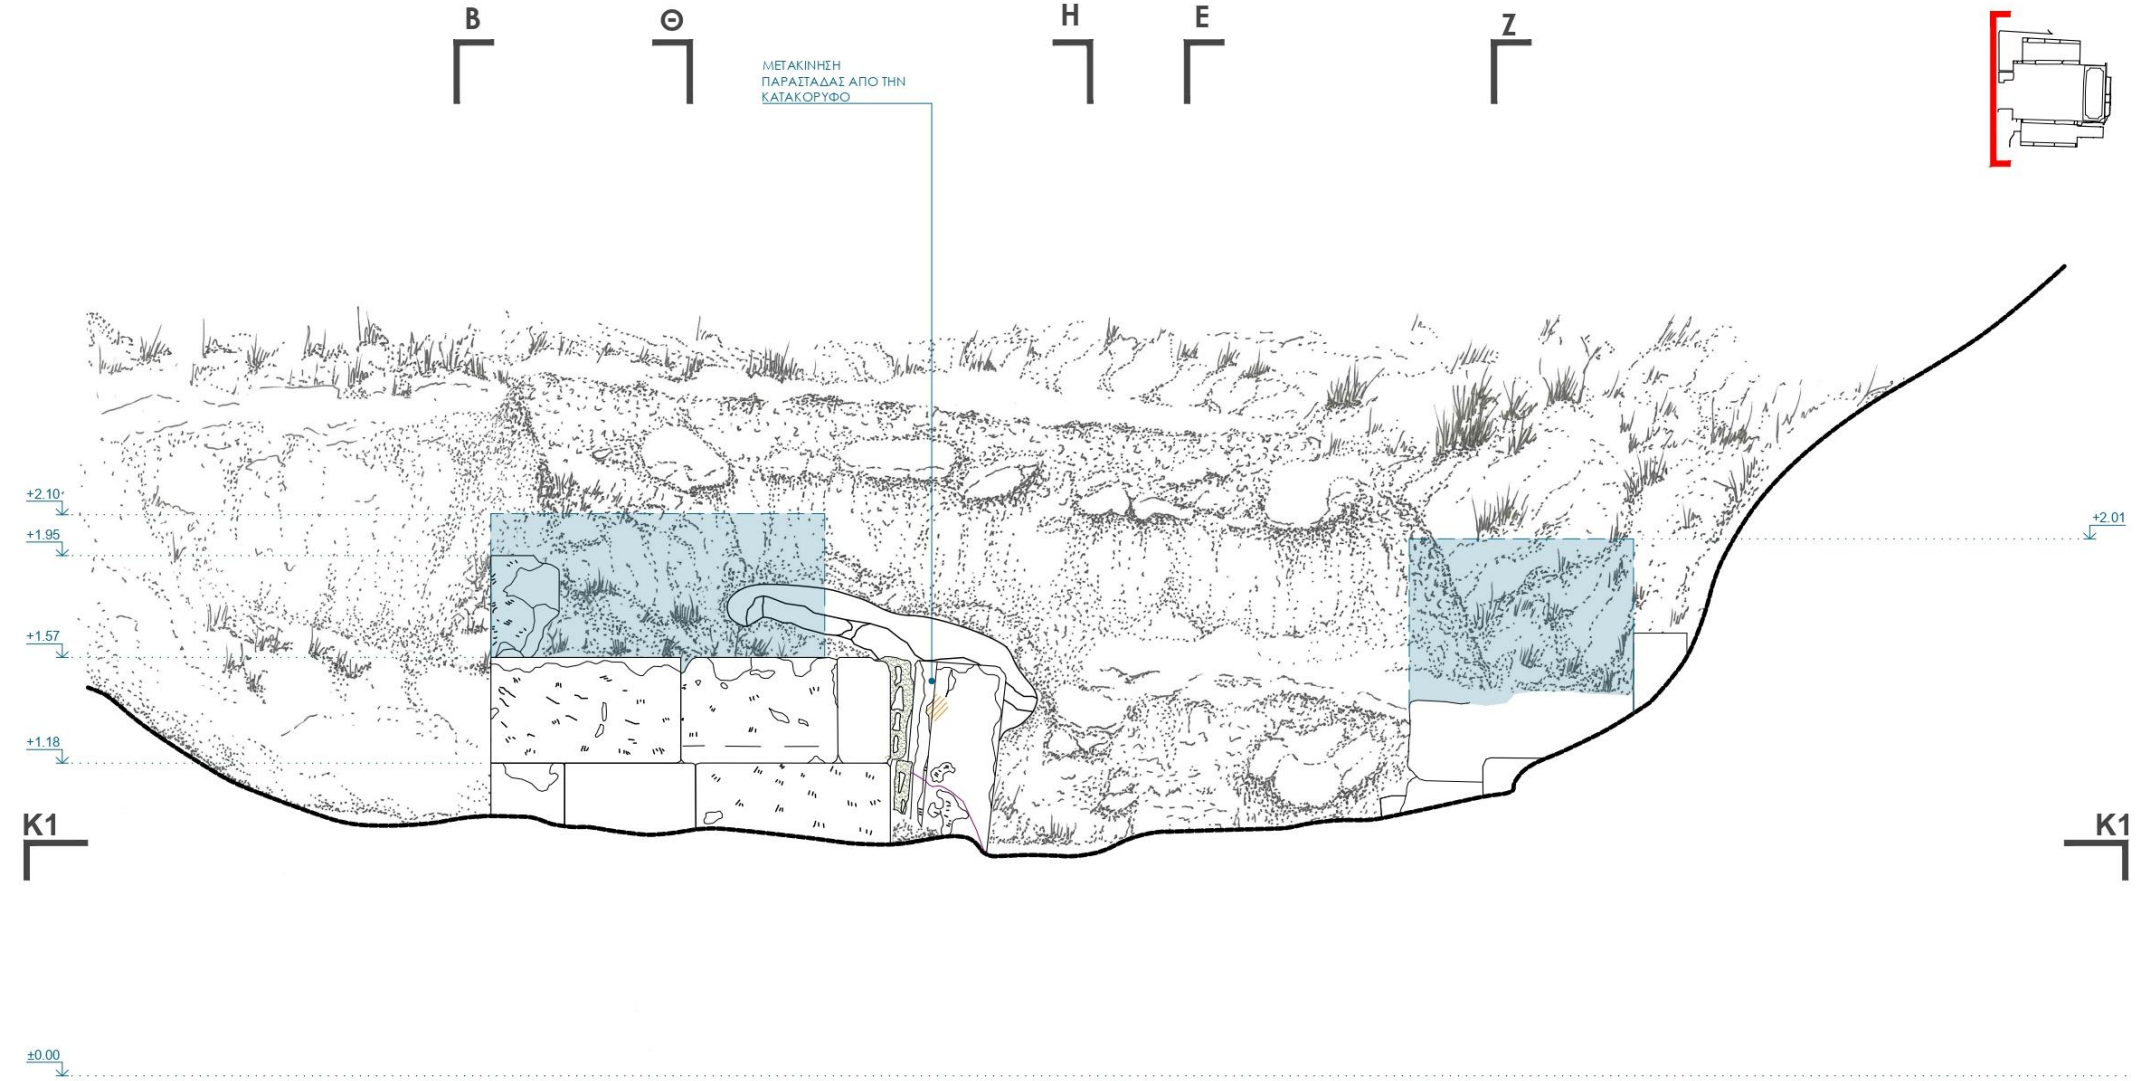 Β
Θ
Η
Ε
Ζ
ΜΕΤΑΚΙΝΗΣΗ
ΠΑΡΑΣΤΑΔΑΣ ΑΠΟ ΤΗΝ
ΚΑΤΑΚΟΡΥΦΟ
+2.10
+2.01
+1.95
+1.57
+1.18
K1
K1
±0.00